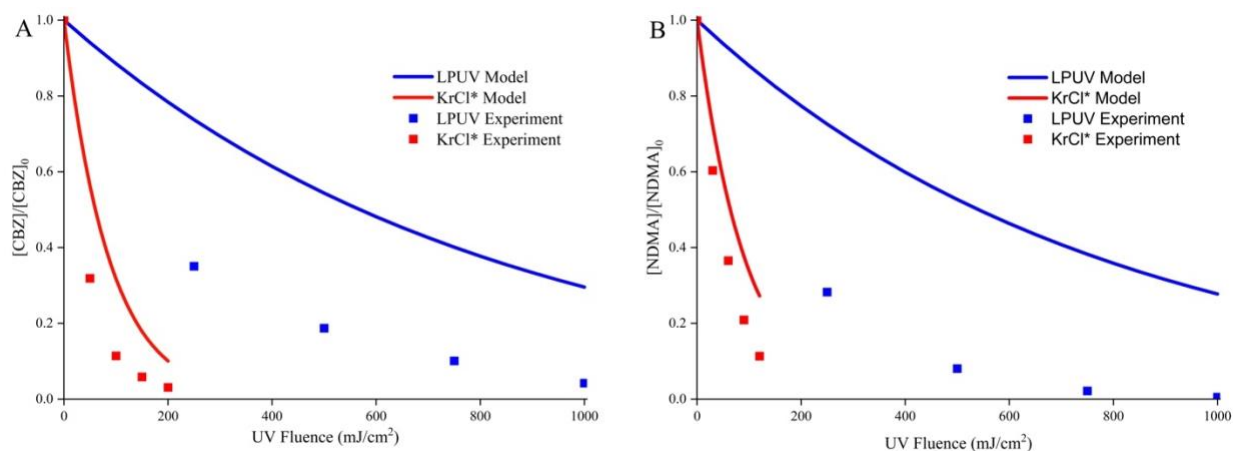 A
[CBZ]/[CBZ]₀
1.0
0.8
0.6
0.4
0.2
0.0
LPUV Model
KrCl* Model
LPUV Experiment
KrCl* Experiment
0 200 400 600 800 1000
UV Fluence (mJ/cm²)
B
[NDMA]/[NDMA]₀
1.0
0.8
0.6
0.4
0.2
0.0
LPUV Model
KrCl* Model
LPUV Experiment
KrCl* Experiment
0 200 400 600 800 1000
UV Fluence (mJ/cm²)